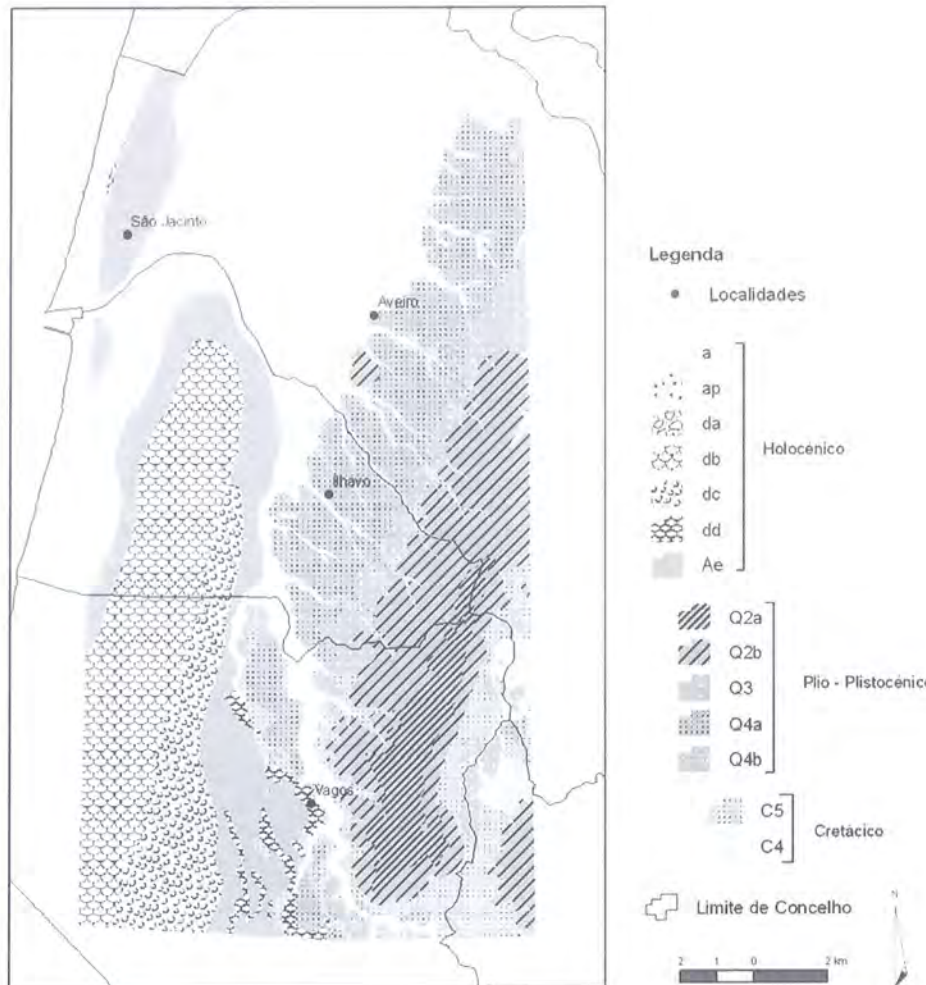 São Jacinto
Aveiro
Ílhavo
Vagos
Legenda
Localidades
a
ap
da
db
dc
dd
Ae
Holocénico
Q2a
Q2b
Q3
Q4a
Q4b
Plio - Plistocénico
C5
C4
Cretácico
Limite de Concelho
N
2 1 0 2 km